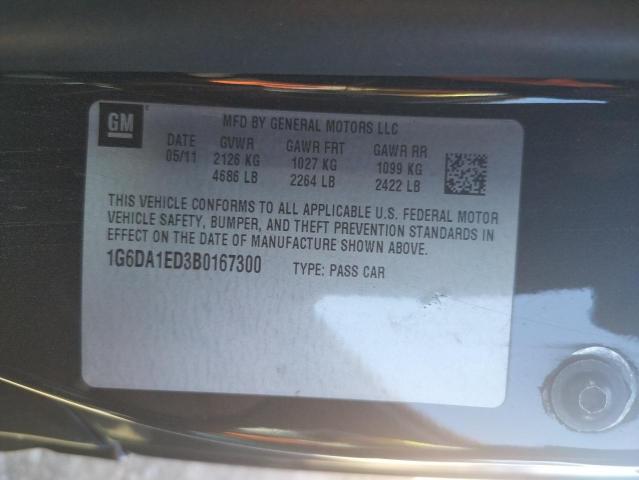 GM
MFD BY GENERAL MOTORS LLC
DATE GVWR GAWR FRT GAWR RR
05/11 2126 KG 1027 KG 1099 KG
4686 LB 2264 LB 2422 LB
THIS VEHICLE CONFORMS TO ALL APPLICABLE U.S. FEDERAL MOTOR
VEHICLE SAFETY, BUMPER, AND THEFT PREVENTION STANDARDS IN
EFFECT ON THE DATE OF MANUFACTURE SHOWN ABOVE.
1G6DA1ED3B0167300 TYPE: PASS CAR